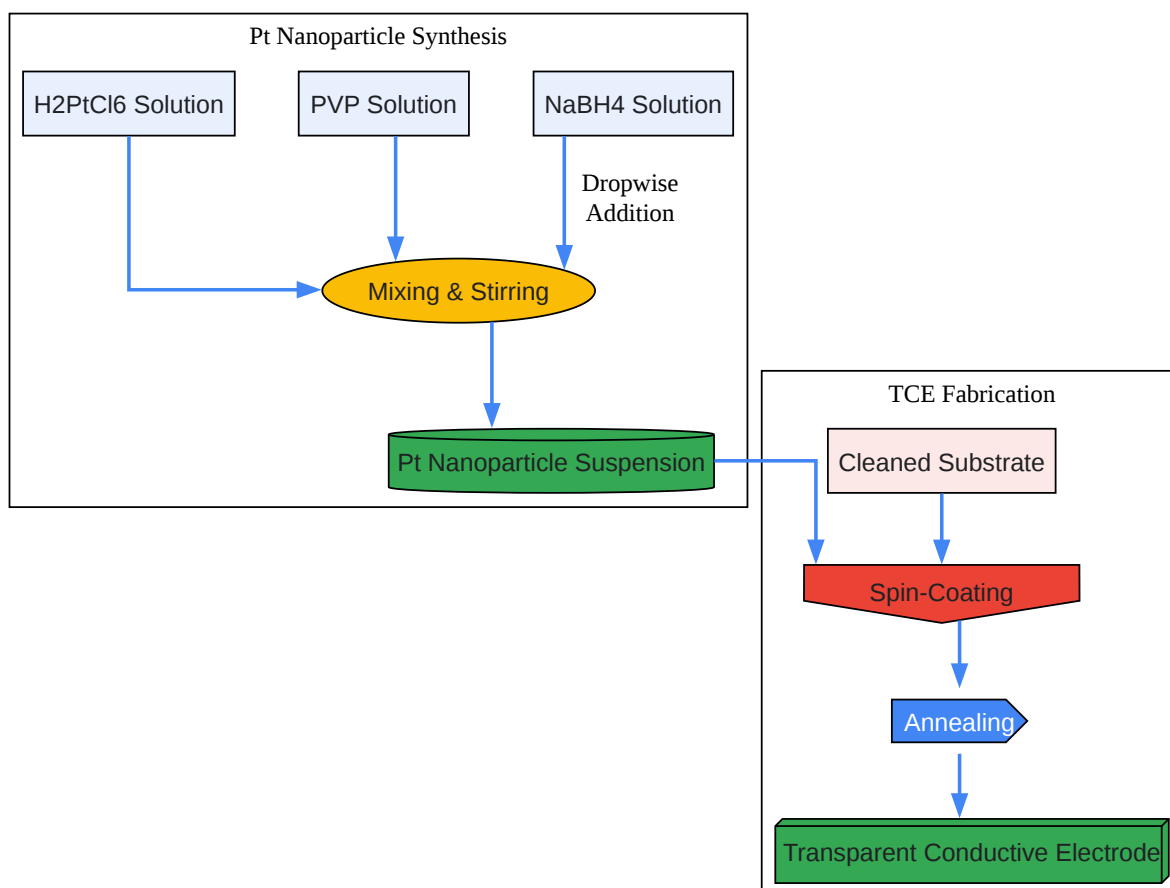 Pt Nanoparticle Synthesis
H2PtCl6 Solution
PVP Solution
NaBH4 Solution
Dropwise
Addition
Mixing & Stirring
Pt Nanoparticle Suspension
TCE Fabrication
Cleaned Substrate
Spin-Coating
Annealing
Transparent Conductive Electrode